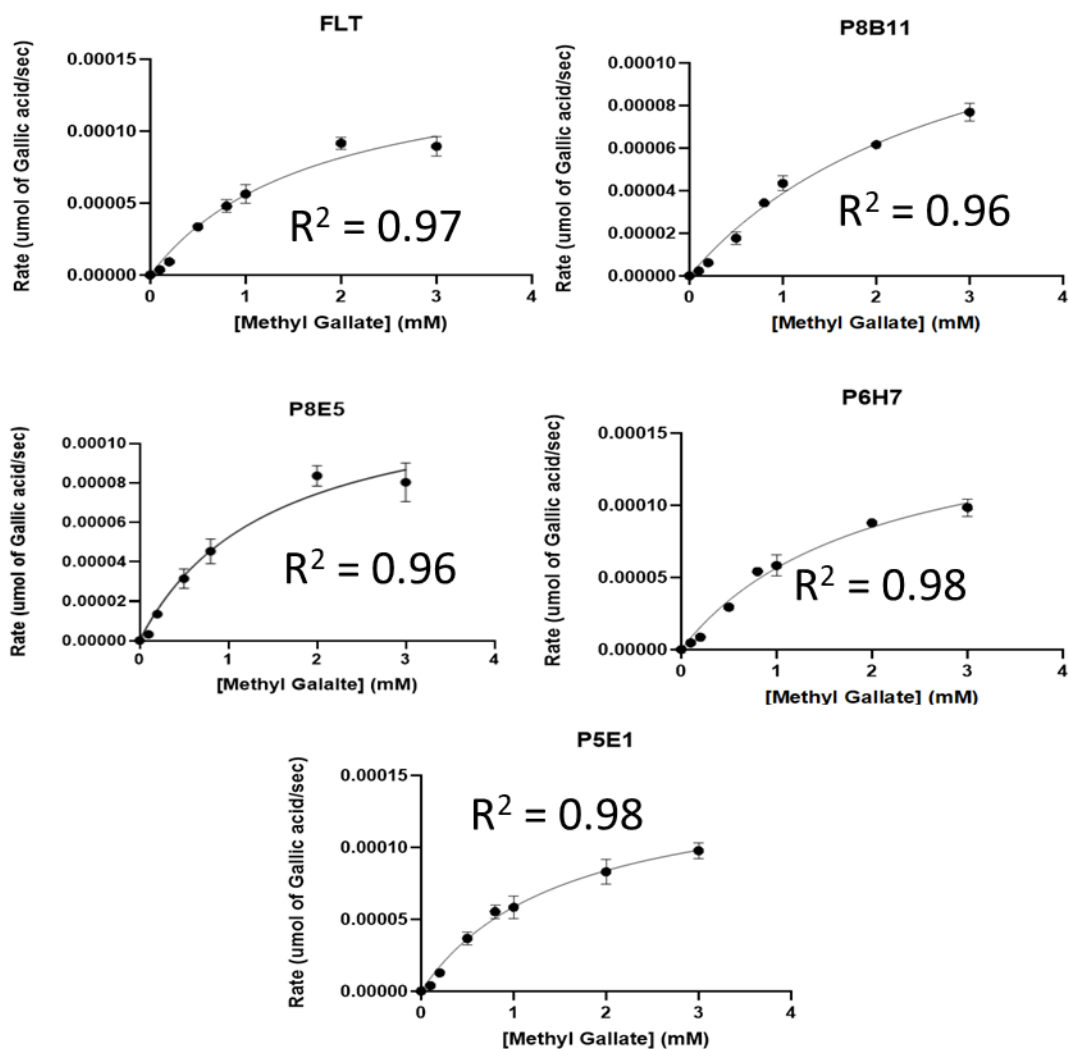 FLT
Rate (umol of Gallic acid/sec)
0.00015
0.00010
0.00005
0.00000
R² = 0.97
0 1 2 3 4
[Methyl Gallate] (mM)
P8B11
Rate (umol of Gallic acid/sec)
0.00010
0.00008
0.00006
0.00004
0.00002
0.00000
R² = 0.96
0 1 2 3 4
[Methyl Gallate] (mM)
P8E5
Rate (umol of Gallic acid/sec)
0.00010
0.00008
0.00006
0.00004
0.00002
0.00000
R² = 0.96
0 1 2 3 4
[Methyl Galalte] (mM)
P6H7
Rate (umol of Gallic acid/sec)
0.00015
0.00010
0.00005
0.00000
R² = 0.98
0 1 2 3 4
[Methyl Gallate] (mM)
P5E1
Rate (umol of Gallic acid/sec)
0.00015
0.00010
0.00005
0.00000
R² = 0.98
0 1 2 3 4
[Methyl Gallate] (mM)